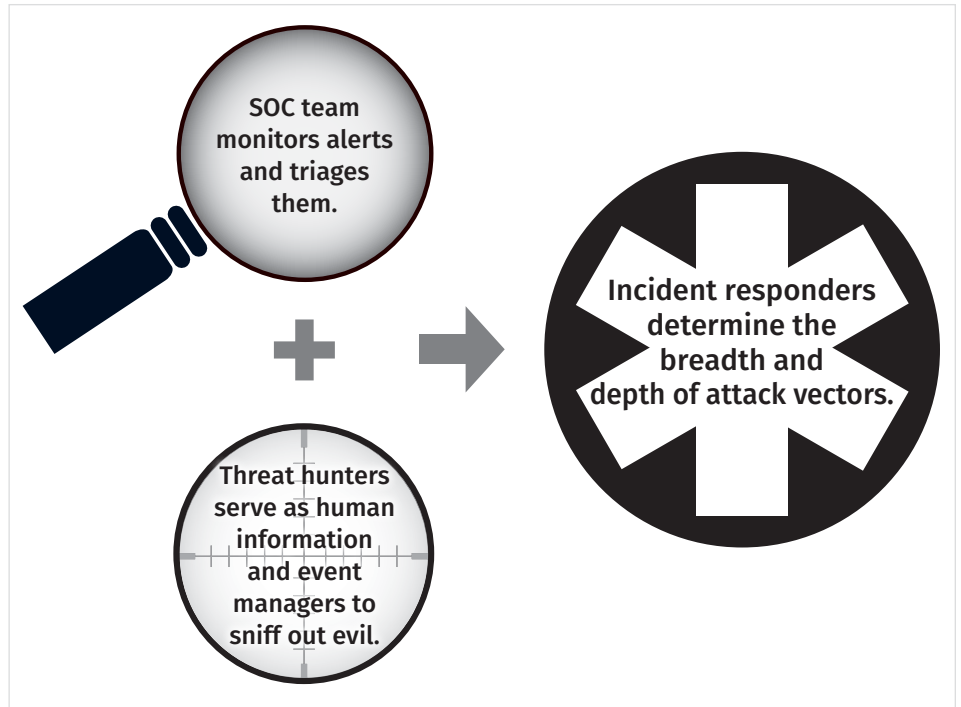 SOC team
monitors alerts
and triages
them.
Threat hunters
serve as human
information
and event
managers to
sniff out evil.
Incident responders
determine the
breadth and
depth of attack vectors.